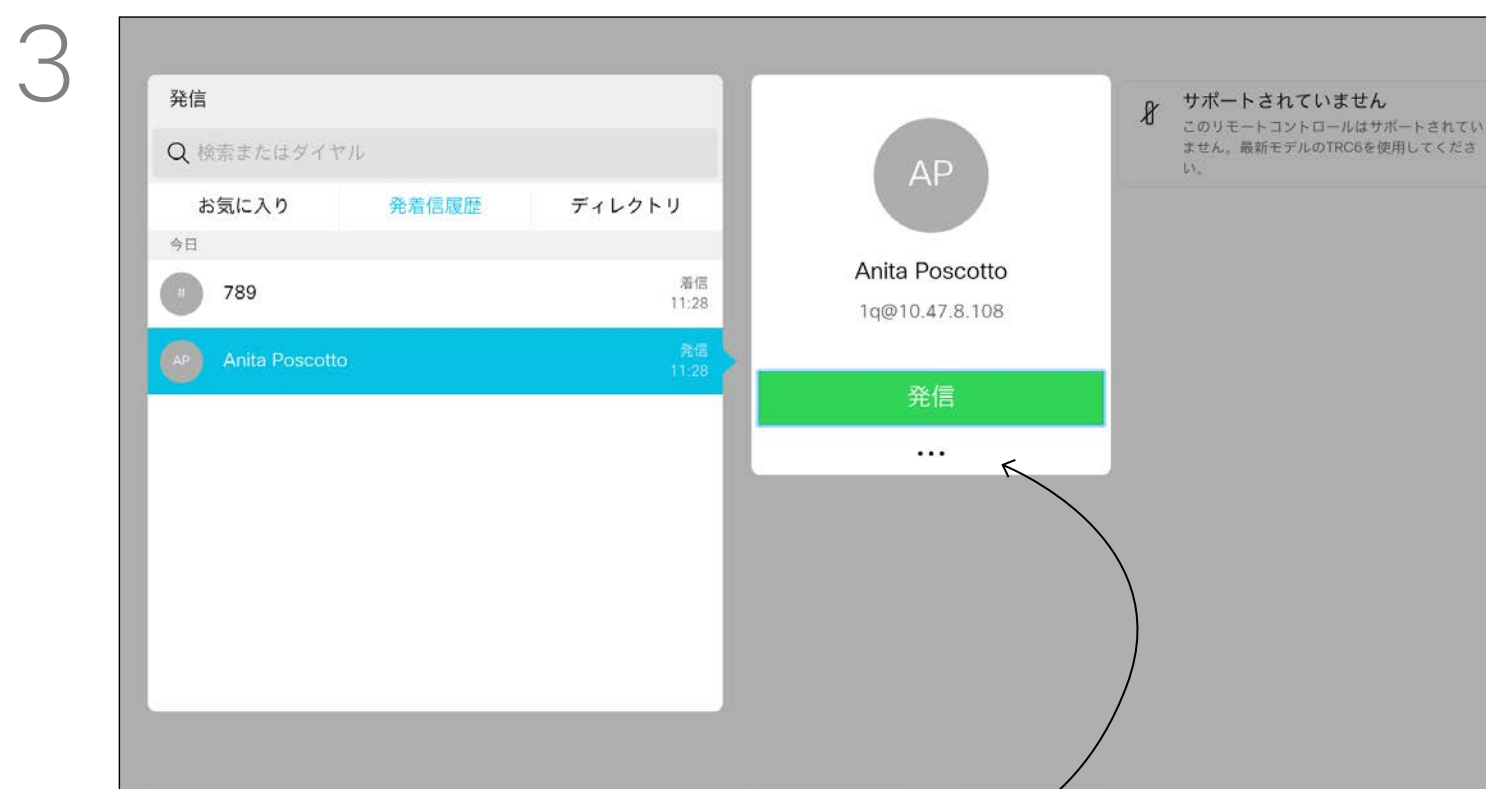 3
発信
検索またはダイヤル
お気に入り 発着信履歴 ディレクトリ
今日
# 789 着信
11:28
AP Anita Poscotto 発信
11:28
AP
Anita Poscotto
1q@10.47.8.108
発信
...
サポートされていません
このリモートコントロールはサポートされてい
ません。最新モデルのTRC6を使用してくださ
い。